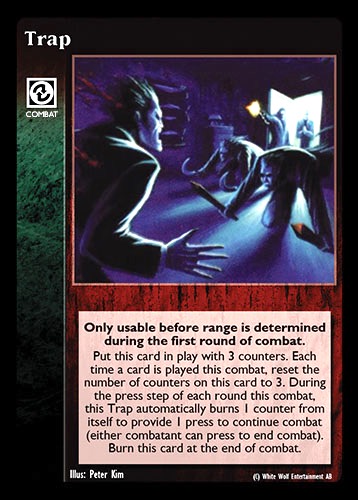 Trap
COMBAT
Only usable before range is determined
during the first round of combat.
Put this card in play with 3 counters. Each
time a card is played this combat, reset the
number of counters on this card to 3. During
the press step of each round this combat,
this Trap automatically burns 1 counter from
itself to provide 1 press to continue combat
(either combatant can press to end combat).
Burn this card at the end of combat.
Illus: Peter Kim
(C) White Wolf Entertainment AB